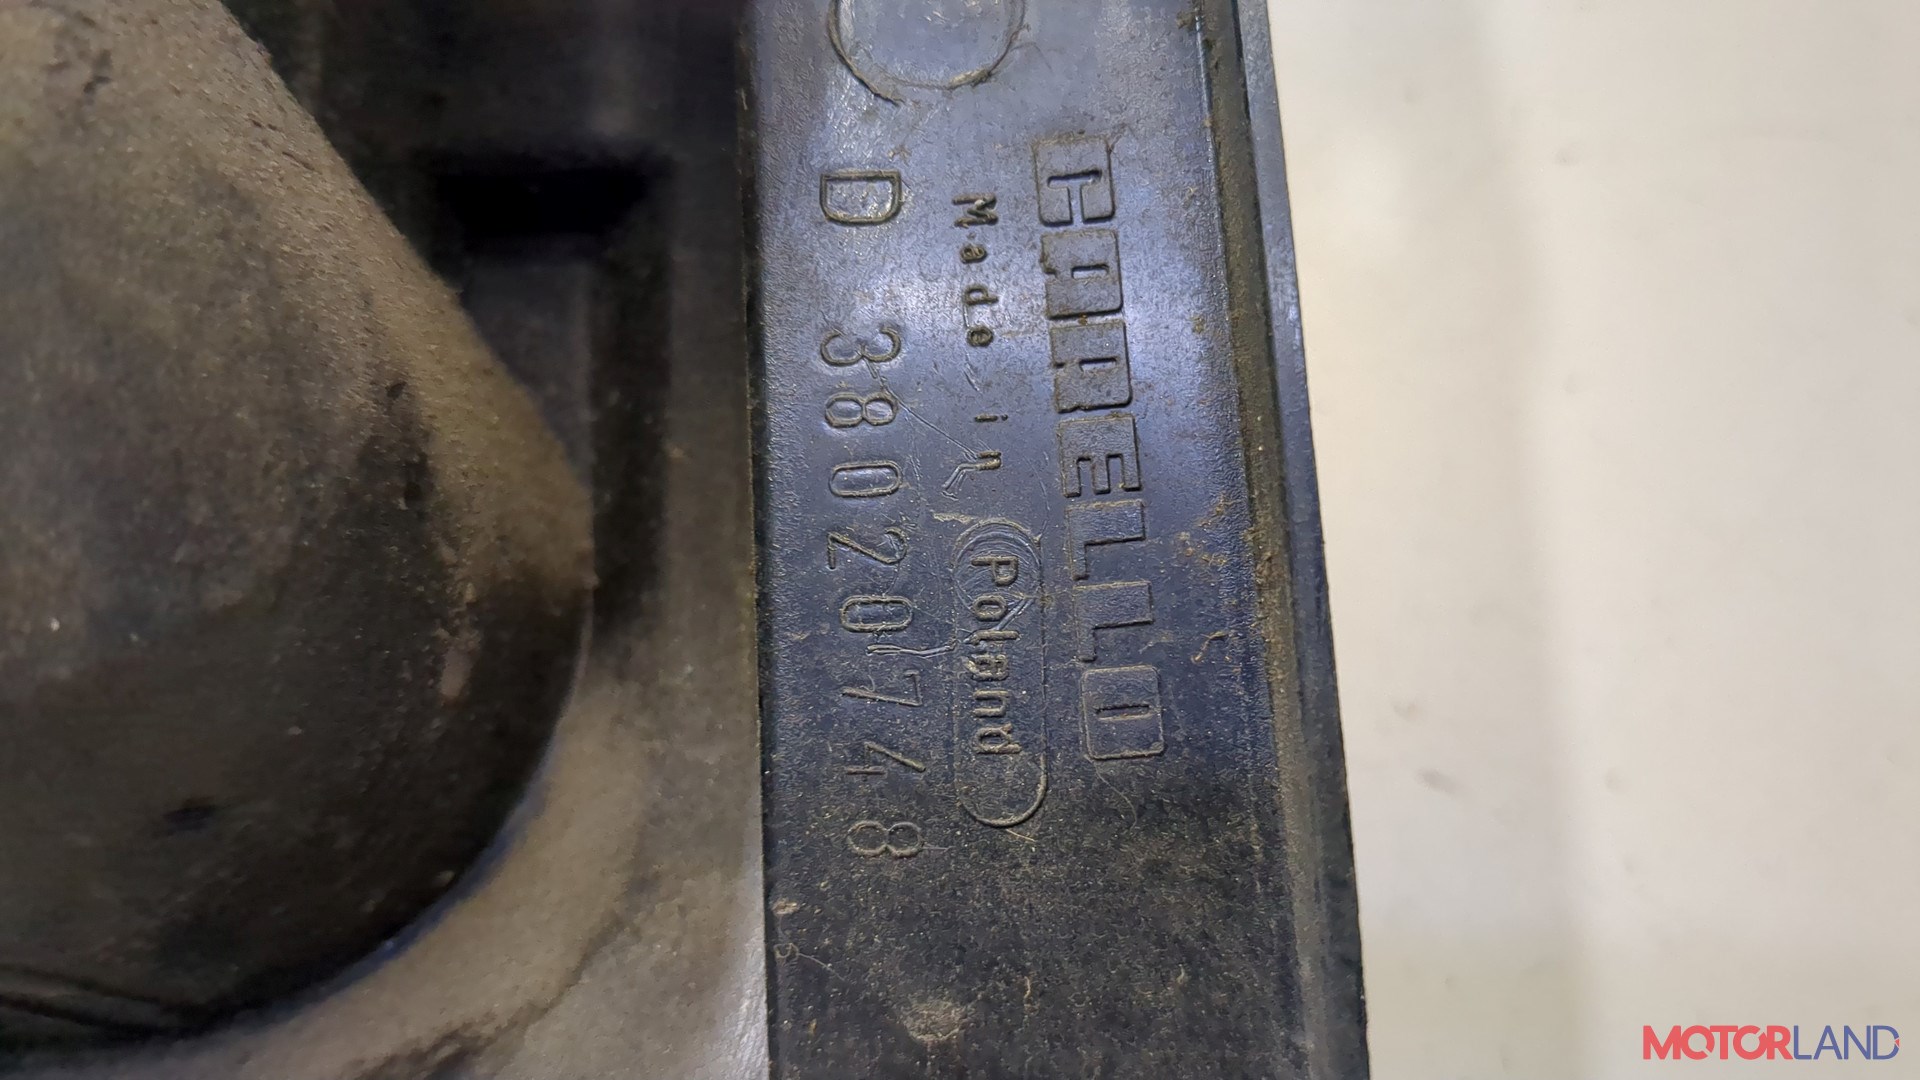 CARELLO
Made in Poland
D 38020748
MOTORLAND